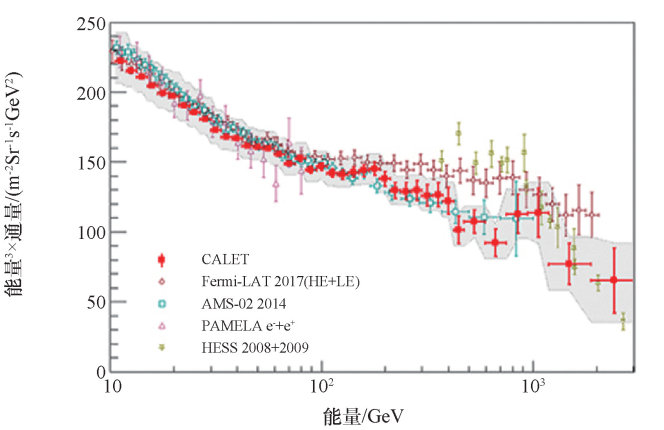 250
200
150
100
50
0
能量³×通量/(m⁻²Sr⁻¹s⁻¹GeV²)
CALET
Fermi-LAT 2017(HE+LE)
AMS-02 2014
PAMELA e⁻+e⁺
HESS 2008+2009
10 10² 10³
能量/GeV